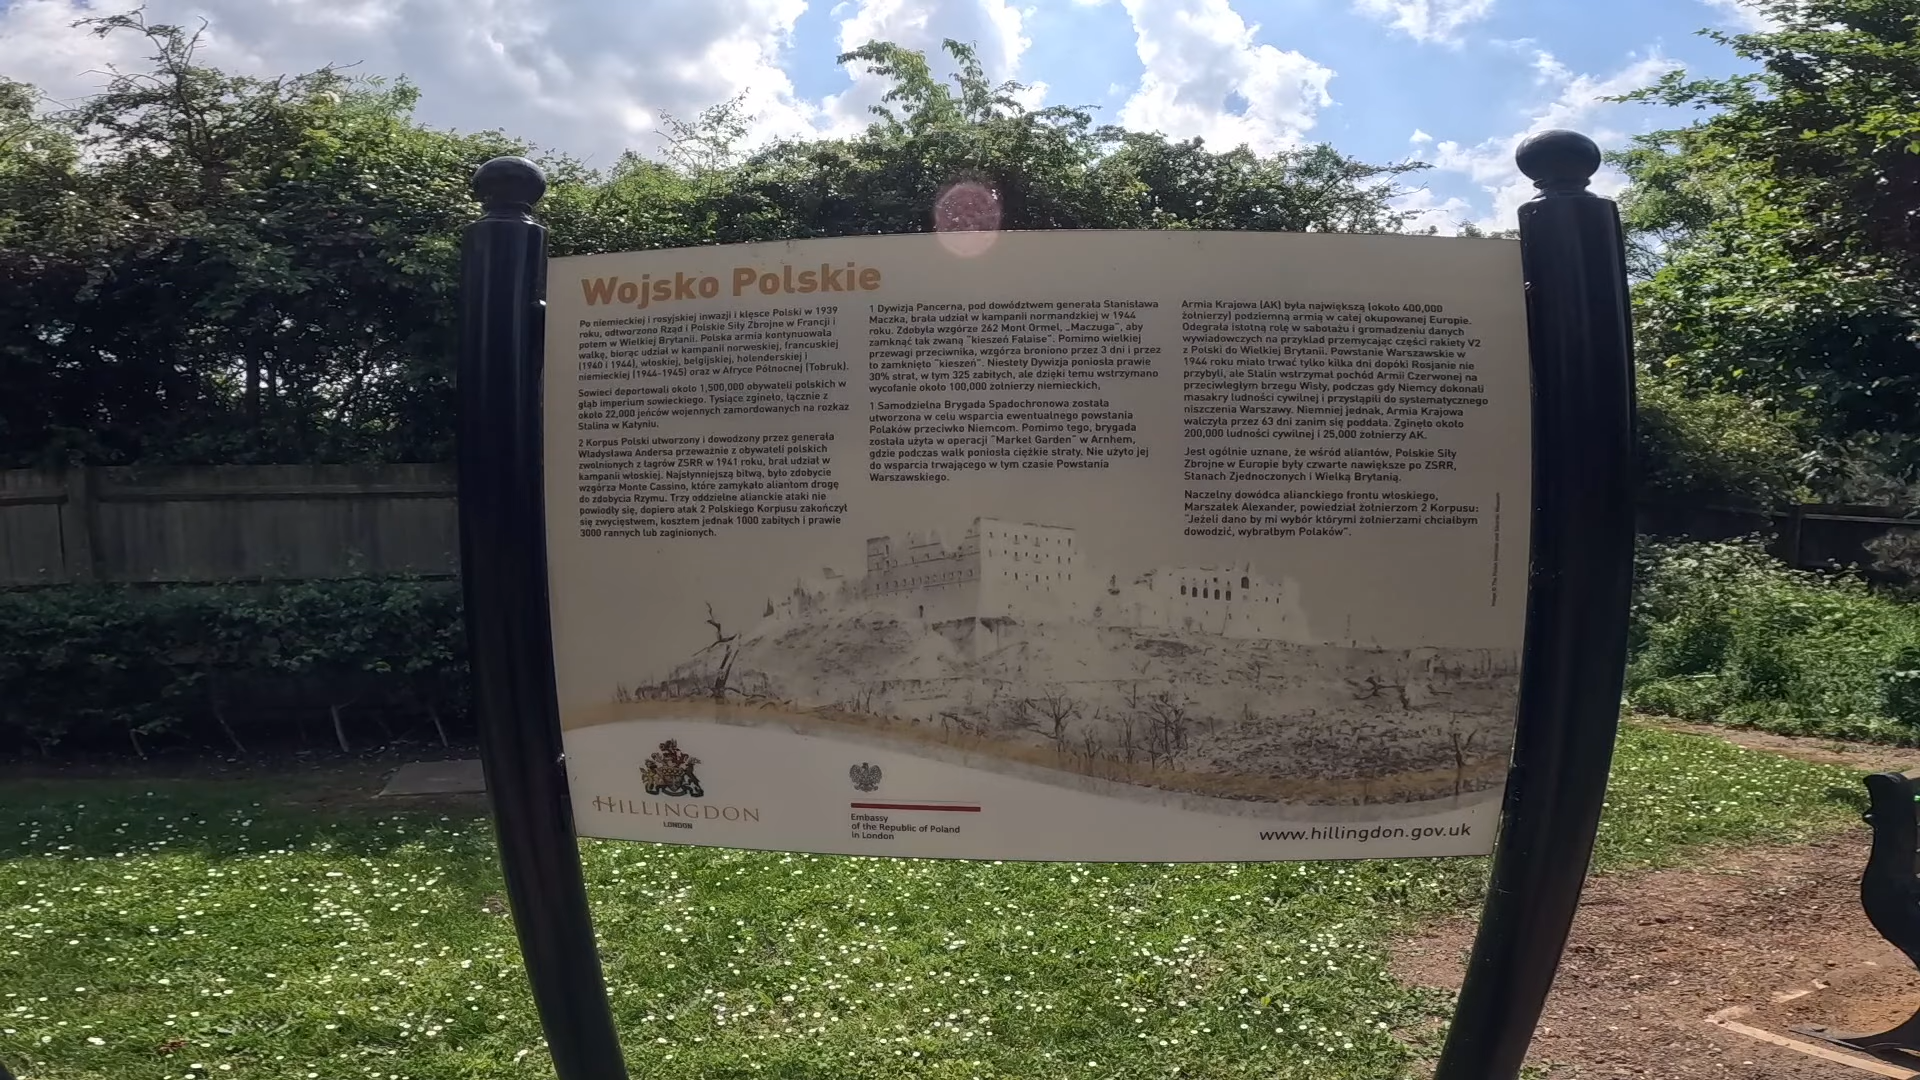 Wojsko Polskie
Po niemieckiej i rosyjskiej inwazji i klęsce Polski w 1939
roku, odtworzono Rząd i Polskie Siły Zbrojne w Francji i
potem w Wielkiej Brytanii. Polska armia kontynuowała
walkę, biorąc udział w kampanii norweskiej, francuskiej
(1940 i 1944), włoskiej, belgijskiej, holenderskiej i
niemieckiej (1944-1945) oraz w Afryce Północnej (Tobruk).
Sowieci deportowali około 1,500,000 obywateli polskich w
głąb imperium sowieckiego. Tysiące zginęło, łącznie z
około 22,000 jeńców wojennych zamordowanych na rozkaz
Stalina w Katyniu.
2 Korpus Polski utworzony i dowodzony przez generała
Władysława Andersa przeważnie z obywateli polskich
zwolnionych z łagrów ZSRR w 1941 roku, brał udział w
kampanii włoskiej. Najsłynniejszą bitwą, było zdobycie
wzgórza Monte Cassino, które zamykało aliantom drogę
do zdobycia Rzymu. Trzy oddzielne alianckie ataki nie
powiodły się, dopiero atak 2 Polskiego Korpusu zakończył
się zwycięstwem, kosztem jednak 1000 zabitych i prawie
3000 rannych lub zaginionych.
1 Dywizja Pancerna, pod dowództwem generała Stanisława
Maczka, brała udział w kampanii normandzkiej w 1944
roku. Zdobyła wzgórze 262 Mont Ormel, „Maczuga", aby
zamknąć tak zwaną "kieszeń Falaise". Pomimo wielkiej
przewagi przeciwnika, wzgórza broniono przez 3 dni i przez
to zamknięto "kieszeń". Niestety Dywizja poniosła prawie
30% strat, w tym 325 zabitych, ale dzięki temu wstrzymano
wycofanie około 100,000 żołnierzy niemieckich,
1 Samodzielna Brygada Spadochronowa została
utworzona w celu wsparcia ewentualnego powstania
Polaków przeciwko Niemcom. Pomimo tego, brygada
została użyta w operacji "Market Garden" w Arnhem,
gdzie podczas walk poniosła ciężkie straty. Nie użyto jej
do wsparcia trwającego w tym czasie Powstania
Warszawskiego.
Armia Krajowa (AK) była największą (około 400,000
żołnierzy) podziemną armią w całej okupowanej Europie.
Odegrała istotną rolę w sabotażu i gromadzeniu danych
wywiadowczych na przykład przemycając części rakiety V2
z Polski do Wielkiej Brytanii. Powstanie Warszawskie w
1944 roku miało trwać tylko kilka dni dopóki Rosjanie nie
przybyli, ale Stalin wstrzymał pochód Armii Czerwonej na
przeciwległym brzegu Wisły, podczas gdy Niemcy dokonali
masakry ludności cywilnej i przystąpili do systematycznego
niszczenia Warszawy. Niemniej jednak, Armia Krajowa
walczyła przez 63 dni zanim się poddała. Zginęło około
200,000 ludności cywilnej i 25,000 żołnierzy AK.
Jest ogólnie uznane, że wśród aliantów, Polskie Siły
Zbrojne w Europie były czwarte nawiększe po ZSRR,
Stanach Zjednoczonych i Wielką Brytanią.
Naczelny dowódca alianckiego frontu włoskiego,
Marszałek Alexander, powiedział żołnierzom 2 Korpusu:
"Jeżeli dano by mi wybór którymi żołnierzami chciałbym
dowodzić, wybrałbym Polaków".
HILLINGDON
LONDON
Embassy
of the Republic of Poland
in London
www.hillingdon.gov.uk